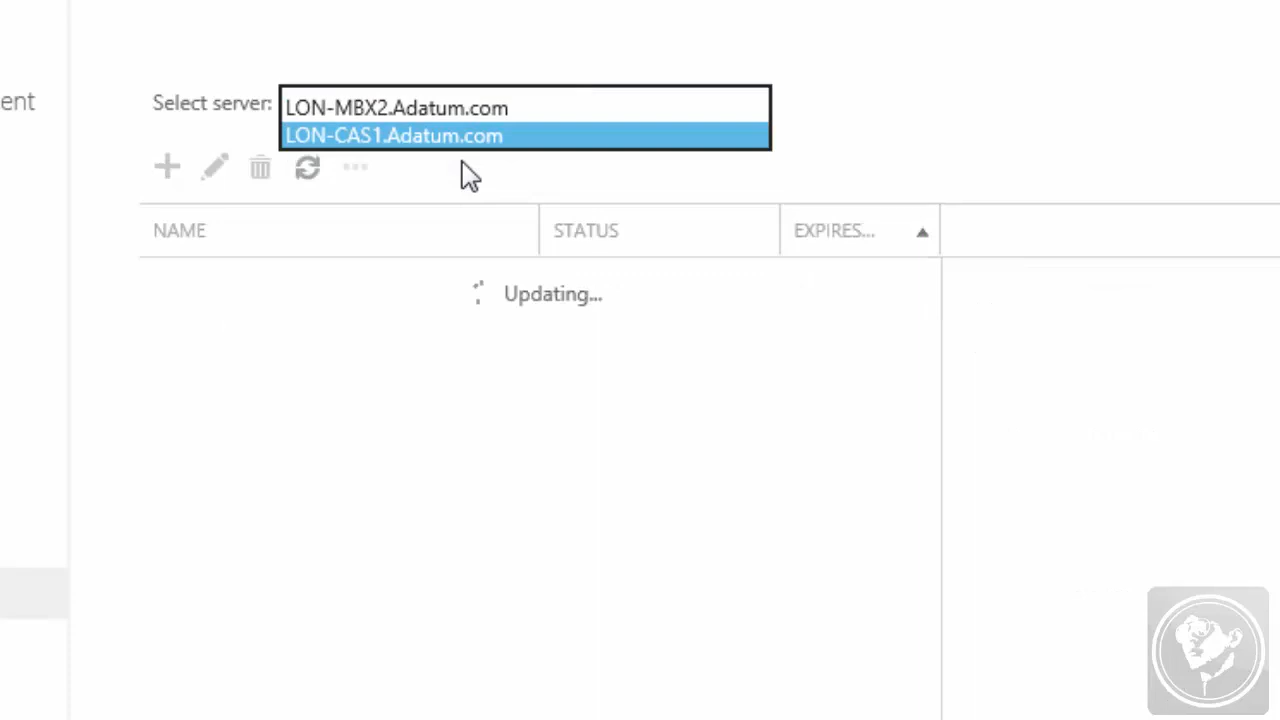 ent
Select server:
LON-MBX2.Adatum.com
LON-CAS1.Adatum.com
NAME
STATUS
EXPIRES...
Updating...